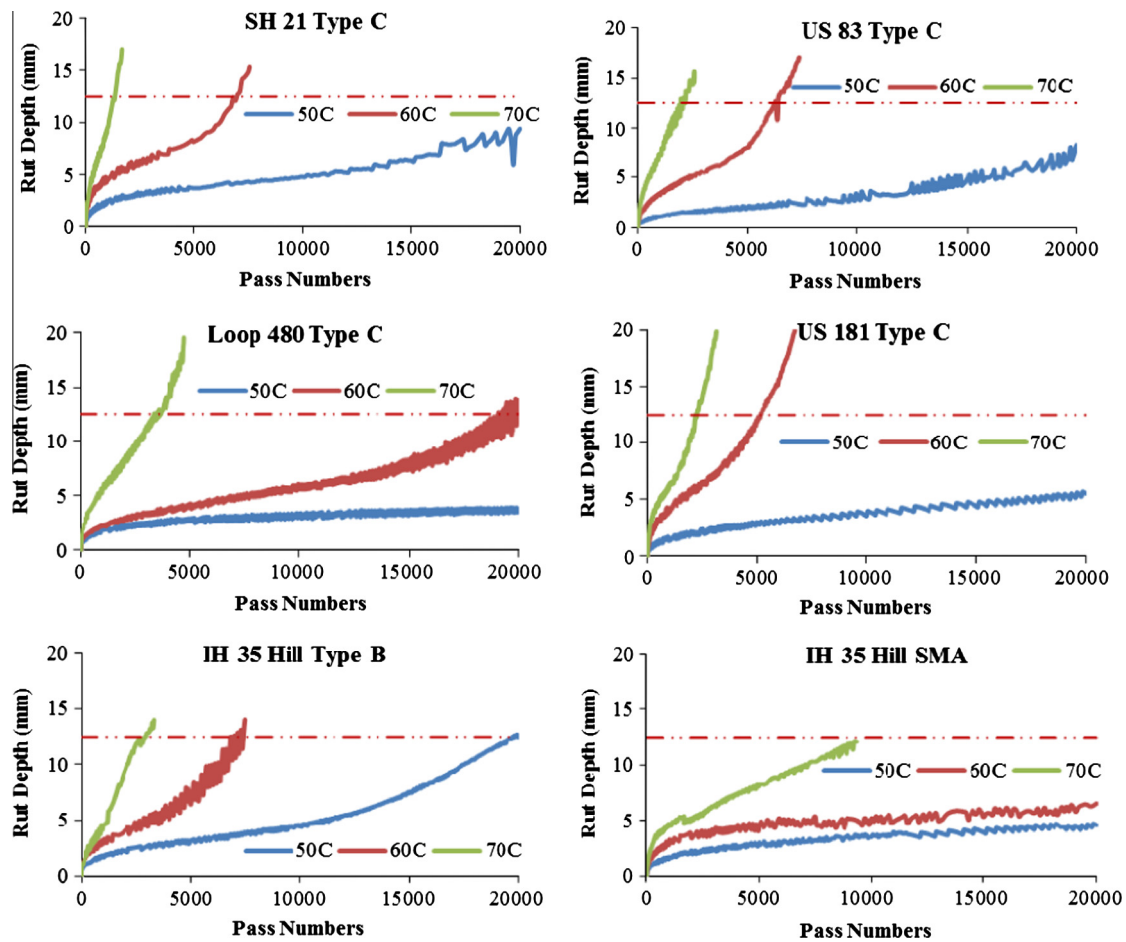 SH 21 Type C
Rut Depth (mm)
20
15
10
5
0
50C 60C 70C
0 5000 10000 15000 20000
Pass Numbers
US 83 Type C
Rut Depth (mm)
20
15
10
5
0
50C 60C 70C
0 5000 10000 15000 20000
Pass Numbers
Loop 480 Type C
Rut Depth (mm)
20
15
10
5
0
50C 60C 70C
0 5000 10000 15000 20000
Pass Numbers
US 181 Type C
Rut Depth (mm)
20
15
10
5
0
50C 60C 70C
0 5000 10000 15000 20000
Pass Numbers
IH 35 Hill Type B
Rut Depth (mm)
20
15
10
5
0
50C 60C 70C
0 5000 10000 15000 20000
Pass Numbers
IH 35 Hill SMA
Rut Depth (mm)
20
15
10
5
0
50C 60C 70C
0 5000 10000 15000 20000
Pass Numbers